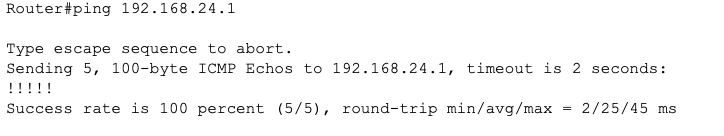 Router#ping 192.168.24.1
Type escape sequence to abort.
Sending 5, 100-byte ICMP Echos to 192.168.24.1, timeout is 2 seconds:
!!!!!
Success rate is 100 percent (5/5), round-trip min/avg/max = 2/25/45 ms